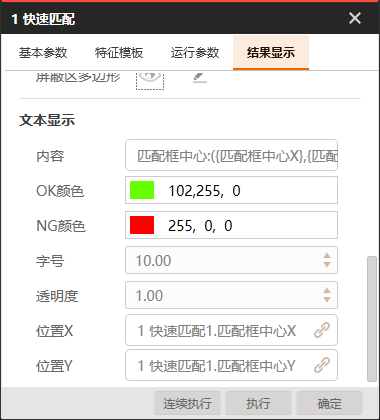 1 快速匹配
基本参数 特征模板 运行参数 结果显示
屏蔽区多边形
文本显示
内容 匹配框中心:({匹配框中心X},{匹配
OK颜色 102,255, 0
NG颜色 255, 0, 0
字号 10.00
透明度 1.00
位置X 1 快速匹配1.匹配框中心X
位置Y 1 快速匹配1.匹配框中心Y
连续执行 执行 确定